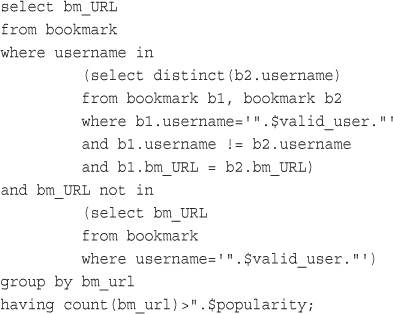 select bm_URL
from bookmark
where username in
(select distinct(b2.username)
from bookmark b1, bookmark b2
where b1.username='".$valid_user."'
and b1.username != b2.username
and b1.bm_URL = b2.bm_URL)
and bm_URL not in
(select bm_URL
from bookmark
where username='".$valid_user."')
group by bm_url
having count(bm_url)>".$popularity;